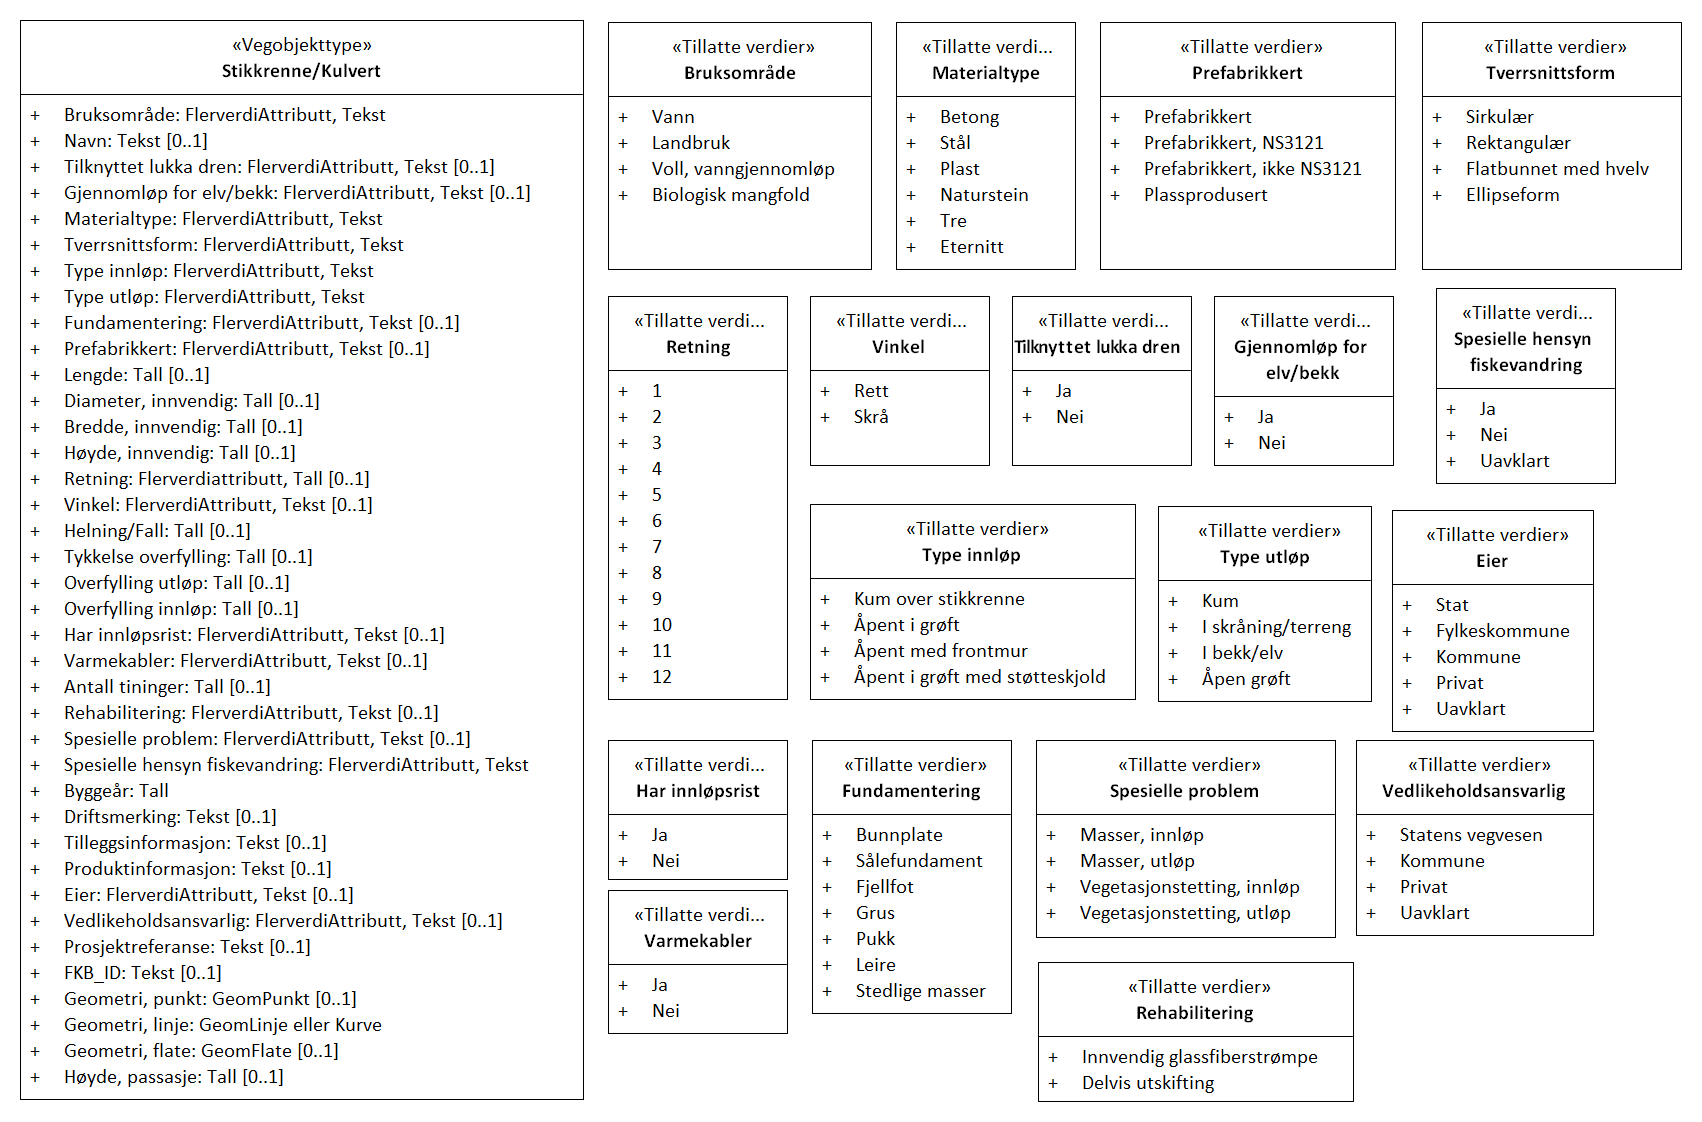 «Vegobjekttype»
Stikkrenne/Kulvert
+ Bruksområde: FlerverdiAttributt, Tekst
+ Navn: Tekst [0..1]
+ Tilknyttet lukka dren: FlerverdiAttributt, Tekst [0..1]
+ Gjennomløp for elv/bekk: FlerverdiAttributt, Tekst [0..1]
+ Materialtype: FlerverdiAttributt, Tekst
+ Tverrsnittsform: FlerverdiAttributt, Tekst
+ Type innløp: FlerverdiAttributt, Tekst
+ Type utløp: FlerverdiAttributt, Tekst
+ Fundamentering: FlerverdiAttributt, Tekst [0..1]
+ Prefabrikkert: FlerverdiAttributt, Tekst [0..1]
+ Lengde: Tall [0..1]
+ Diameter, innvendig: Tall [0..1]
+ Bredde, innvendig: Tall [0..1]
+ Høyde, innvendig: Tall [0..1]
+ Retning: Flerverdiattributt, Tall [0..1]
+ Vinkel: FlerverdiAttributt, Tekst [0..1]
+ Helning/Fall: Tall [0..1]
+ Tykkelse overfylling: Tall [0..1]
+ Overfylling utløp: Tall [0..1]
+ Overfylling innløp: Tall [0..1]
+ Har innløpsrist: FlerverdiAttributt, Tekst [0..1]
+ Varmekabler: FlerverdiAttributt, Tekst [0..1]
+ Antall tininger: Tall [0..1]
+ Rehabilitering: FlerverdiAttributt, Tekst [0..1]
+ Spesielle problem: FlerverdiAttributt, Tekst [0..1]
+ Spesielle hensyn fiskevandring: FlerverdiAttributt, Tekst
+ Byggeår: Tall
+ Driftsmerking: Tekst [0..1]
+ Tilleggsinformasjon: Tekst [0..1]
+ Produktinformasjon: Tekst [0..1]
+ Eier: FlerverdiAttributt, Tekst [0..1]
+ Vedlikeholdsansvarlig: FlerverdiAttributt, Tekst [0..1]
+ Prosjektreferanse: Tekst [0..1]
+ FKB_ID: Tekst [0..1]
+ Geometri, punkt: GeomPunkt [0..1]
+ Geometri, linje: GeomLinje eller Kurve
+ Geometri, flate: GeomFlate [0..1]
+ Høyde, passasje: Tall [0..1]
«Tillatte verdier»
Bruksområde
+ Vann
+ Landbruk
+ Voll, vanngjennomløp
+ Biologisk mangfold
«Tillatte verdi...
Materialtype
+ Betong
+ Stål
+ Plast
+ Naturstein
+ Tre
+ Eternitt
«Tillatte verdier»
Prefabrikkert
+ Prefabrikkert
+ Prefabrikkert, NS3121
+ Prefabrikkert, ikke NS3121
+ Plassprodusert
«Tillatte verdier»
Tverrsnittsform
+ Sirkulær
+ Rektangulær
+ Flatbunnet med hvelv
+ Ellipseform
«Tillatte verdi...
Retning
+ 1
+ 2
+ 3
+ 4
+ 5
+ 6
+ 7
+ 8
+ 9
+ 10
+ 11
+ 12
«Tillatte verdi...
Vinkel
+ Rett
+ Skrå
«Tillatte verdi...
Tilknyttet lukka dren
+ Ja
+ Nei
«Tillatte verdi...
Gjennomløp for
elv/bekk
+ Ja
+ Nei
«Tillatte verdi...
Spesielle hensyn
fiskevandring
+ Ja
+ Nei
+ Uavklart
«Tillatte verdier»
Type innløp
+ Kum over stikkrenne
+ Åpent i grøft
+ Åpent med frontmur
+ Åpent i grøft med støtteskjold
«Tillatte verdier»
Type utløp
+ Kum
+ I skråning/terreng
+ I bekk/elv
+ Åpen grøft
«Tillatte verdier»
Eier
+ Stat
+ Fylkeskommune
+ Kommune
+ Privat
+ Uavklart
«Tillatte verdi...
Har innløpsrist
+ Ja
+ Nei
«Tillatte verdi...
Varmekabler
+ Ja
+ Nei
«Tillatte verdier»
Fundamentering
+ Bunnplate
+ Sålefundament
+ Fjellfot
+ Grus
+ Pukk
+ Leire
+ Stedlige masser
«Tillatte verdier»
Spesielle problem
+ Masser, innløp
+ Masser, utløp
+ Vegetasjonstetting, innløp
+ Vegetasjonstetting, utløp
«Tillatte verdier»
Vedlikeholdsansvarlig
+ Statens vegvesen
+ Kommune
+ Privat
+ Uavklart
«Tillatte verdier»
Rehabilitering
+ Innvendig glassfiberstrømpe
+ Delvis utskifting